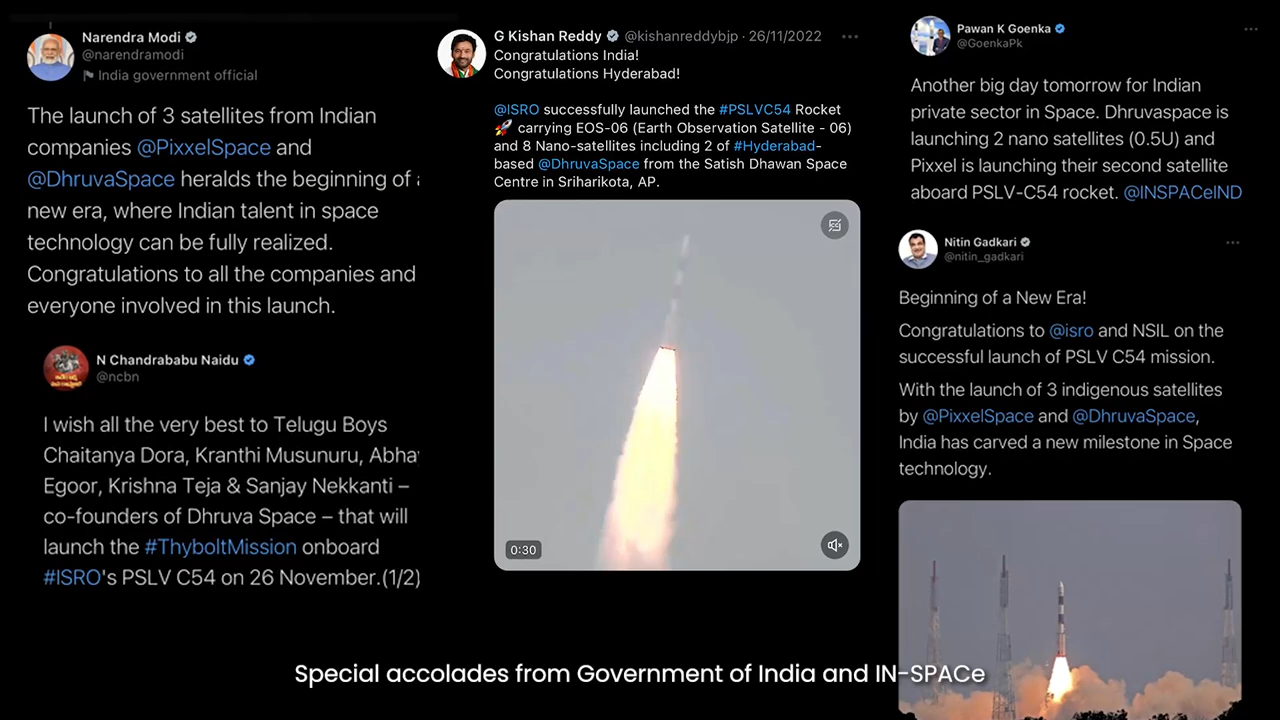 Narendra Modi
@narendramodi
India government official
The launch of 3 satellites from Indian
companies @PixxelSpace and
@DhruvaSpace heralds the beginning of
new era, where Indian talent in space
technology can be fully realized.
Congratulations to all the companies and
everyone involved in this launch.
N Chandrababu Naidu
@ncbn
I wish all the very best to Telugu Boys
Chaitanya Dora, Kranthi Musunuru, Abha
Egoor, Krishna Teja & Sanjay Nekkanti –
co-founders of Dhruva Space – that will
launch the #ThyboltMission onboard
#ISRO's PSLV C54 on 26 November.(1/2)
G Kishan Reddy @kishanreddybjp · 26/11/2022
Congratulations India!
Congratulations Hyderabad!
@ISRO successfully launched the #PSLVC54 Rocket
🚀 carrying EOS-06 (Earth Observation Satellite - 06)
and 8 Nano-satellites including 2 of #Hyderabad-
based @DhruvaSpace from the Satish Dhawan Space
Centre in Sriharikota, AP.
0:30
Pawan K Goenka
@GoenkaPk
Another big day tomorrow for Indian
private sector in Space. Dhruvaspace is
launching 2 nano satellites (0.5U) and
Pixxel is launching their second satellite
aboard PSLV-C54 rocket. @INSPACeIND
Nitin Gadkari
@nitin_gadkari
Beginning of a New Era!
Congratulations to @isro and NSIL on the
successful launch of PSLV C54 mission.
With the launch of 3 indigenous satellites
by @PixxelSpace and @DhruvaSpace,
India has carved a new milestone in Space
technology.
Special accolades from Government of India and IN-SPACe